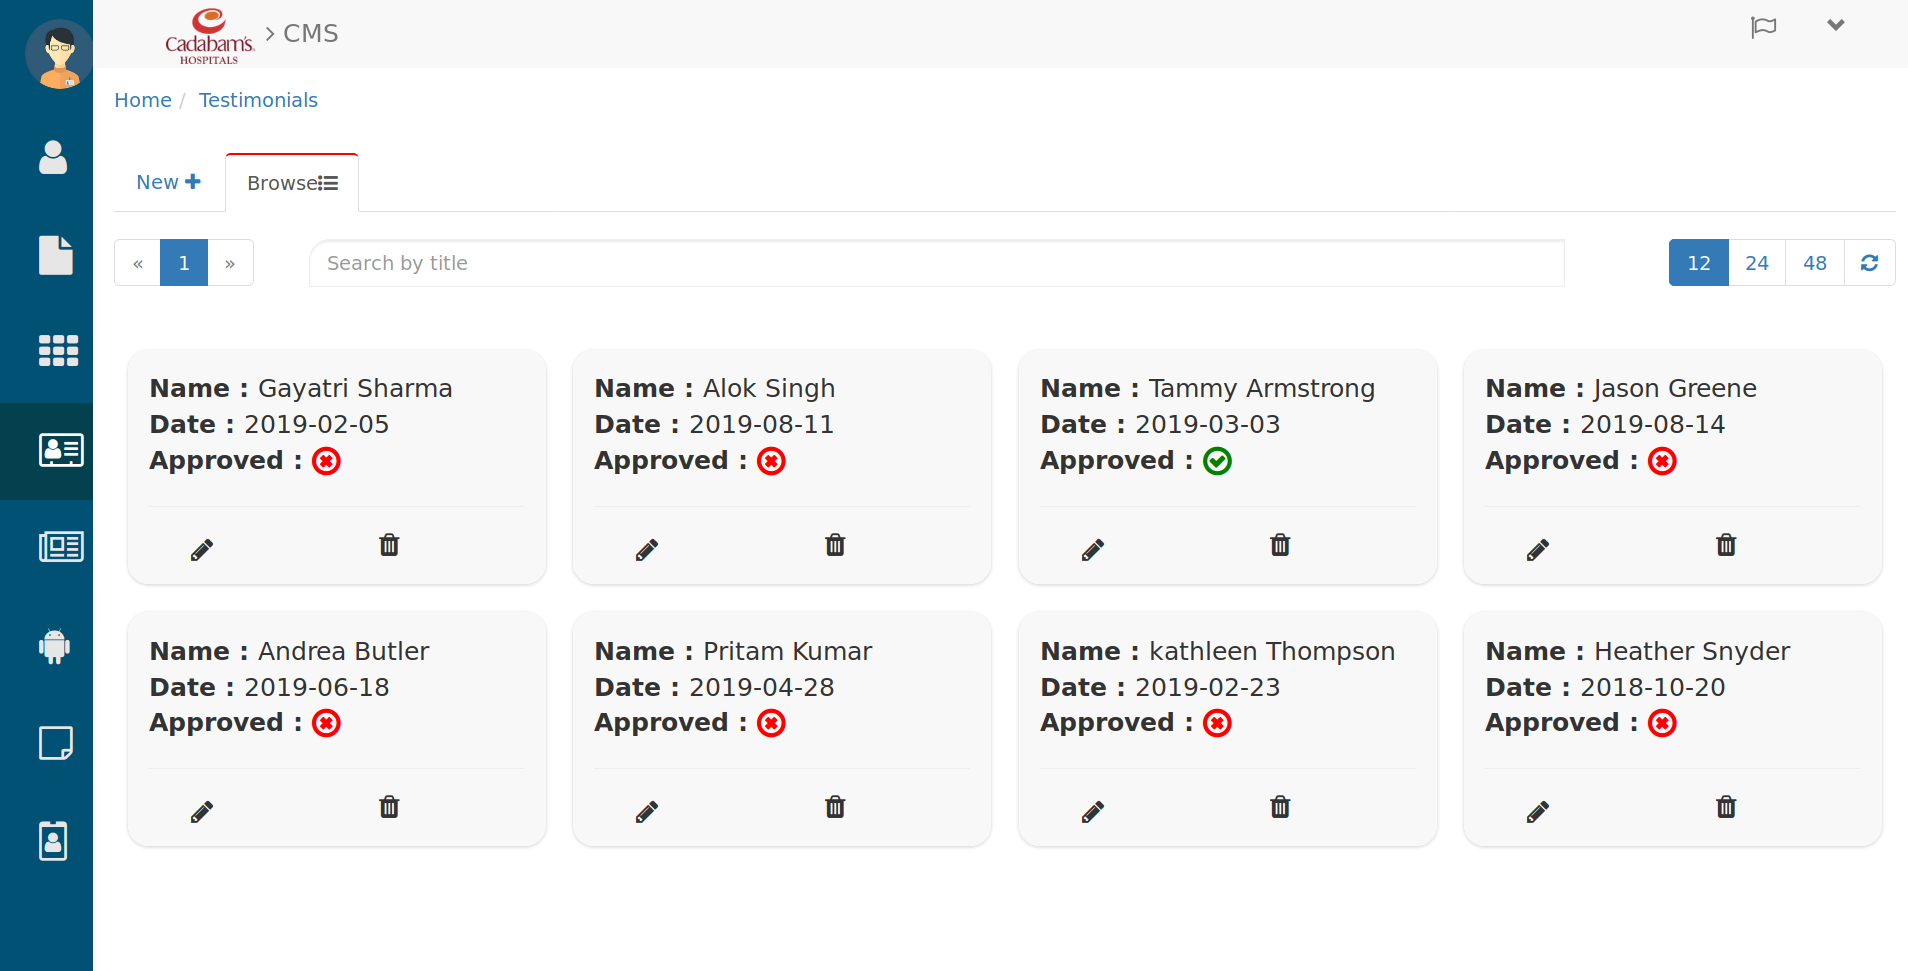 Cadabam's
HOSPITALS
CMS
Home / Testimonials
New
Browse
« 1 »
Search by title
12 24 48
Name : Gayatri Sharma
Date : 2019-02-05
Approved :
Name : Alok Singh
Date : 2019-08-11
Approved :
Name : Tammy Armstrong
Date : 2019-03-03
Approved :
Name : Jason Greene
Date : 2019-08-14
Approved :
Name : Andrea Butler
Date : 2019-06-18
Approved :
Name : Pritam Kumar
Date : 2019-04-28
Approved :
Name : kathleen Thompson
Date : 2019-02-23
Approved :
Name : Heather Snyder
Date : 2018-10-20
Approved :